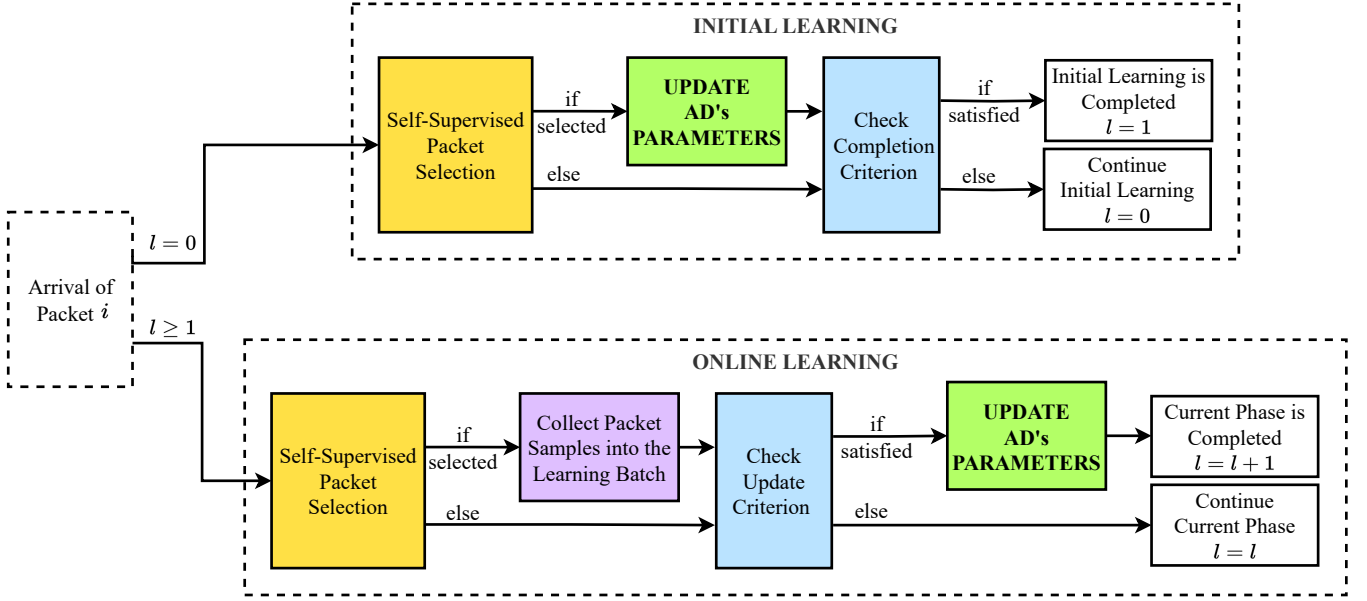 INITIAL LEARNING
Self-Supervised
Packet
Selection
if
selected
else
UPDATE
AD's
PARAMETERS
Check
Completion
Criterion
if
satisfied
else
Initial Learning is
Completed
l = 1
Continue
Initial Learning
l = 0
Arrival of
Packet i
l = 0
l ≥ 1
ONLINE LEARNING
Self-Supervised
Packet
Selection
if
selected
else
Collect Packet
Samples into the
Learning Batch
Check
Update
Criterion
if
satisfied
else
UPDATE
AD's
PARAMETERS
Current Phase is
Completed
l = l + 1
Continue
Current Phase
l = l